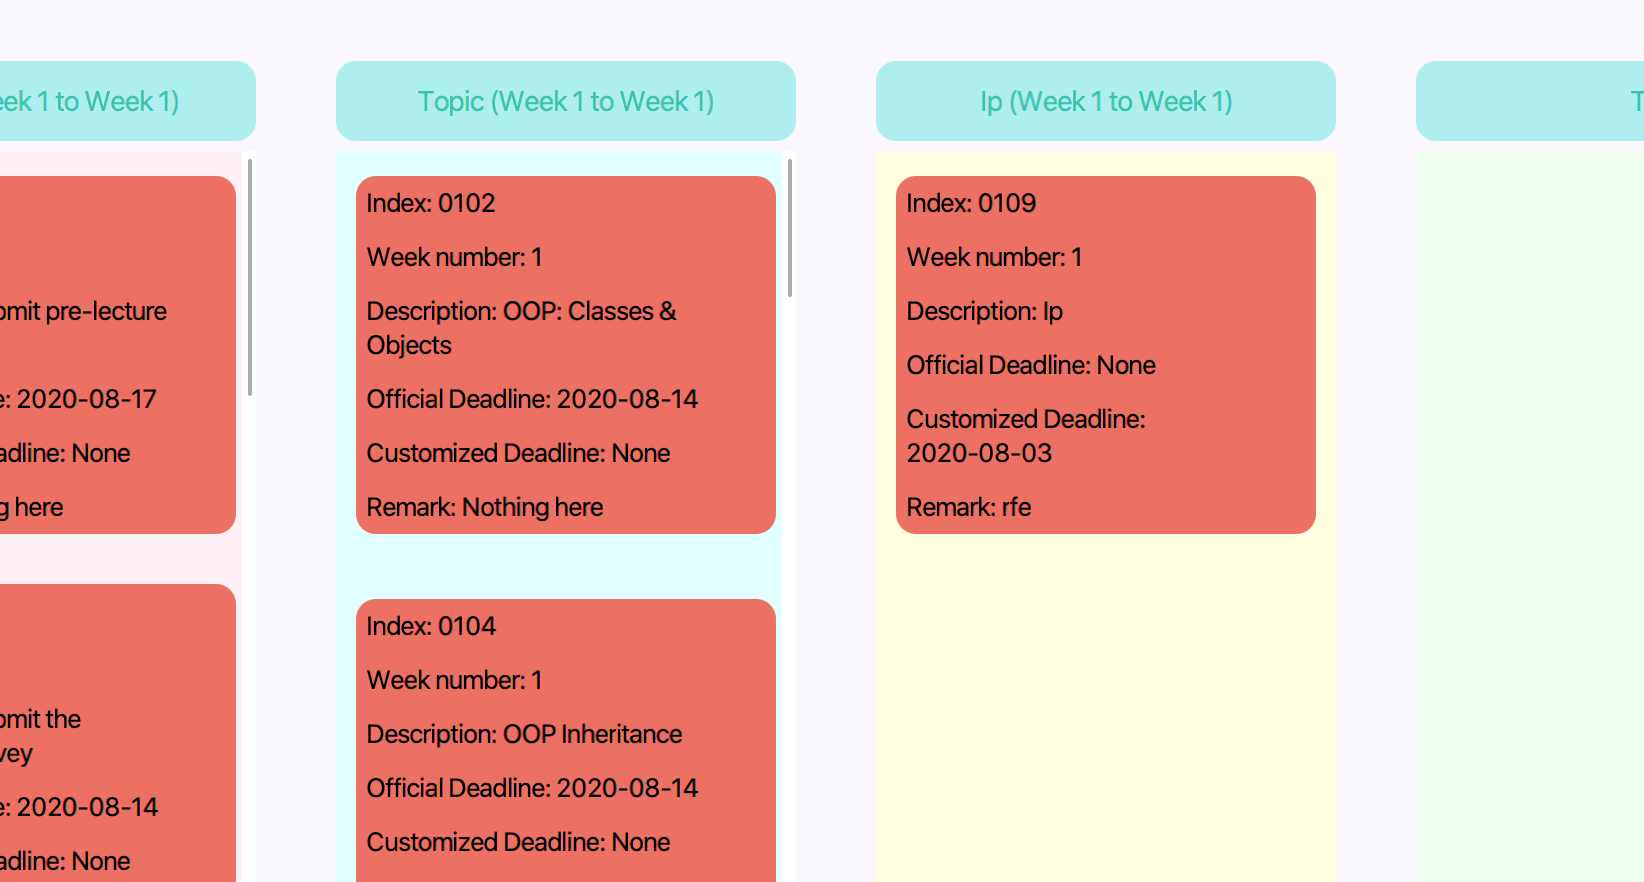 eek 1 to Week 1)
bmit pre-lecture
e: 2020-08-17
adline: None
g here
bmit the
vey
e: 2020-08-14
adline: None
Topic (Week 1 to Week 1)
Index: 0102
Week number: 1
Description: OOP: Classes &
Objects
Official Deadline: 2020-08-14
Customized Deadline: None
Remark: Nothing here
Index: 0104
Week number: 1
Description: OOP Inheritance
Official Deadline: 2020-08-14
Customized Deadline: None
Ip (Week 1 to Week 1)
Index: 0109
Week number: 1
Description: Ip
Official Deadline: None
Customized Deadline:
2020-08-03
Remark: rfe
T